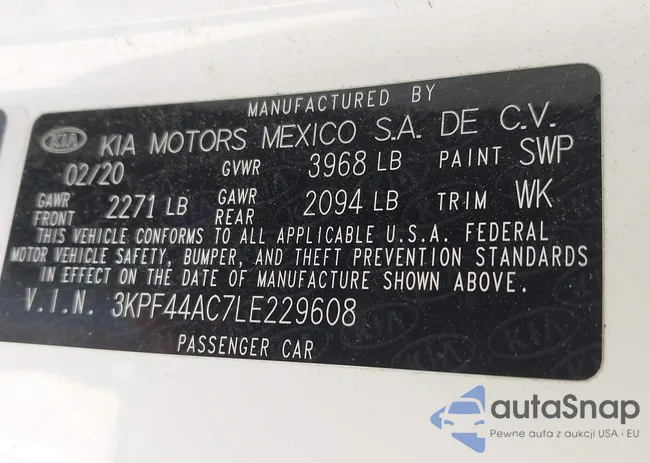 MANUFACTURED BY
KIA KIA MOTORS MEXICO S.A. DE C.V.
02/20 GVWR 3968 LB PAINT SWP
GAWR FRONT 2271 LB GAWR REAR 2094 LB TRIM WK
THIS VEHICLE CONFORMS TO ALL APPLICABLE U.S.A. FEDERAL
MOTOR VEHICLE SAFETY, BUMPER, AND THEFT PREVENTION STANDARDS
IN EFFECT ON THE DATE OF MANUFACTURE SHOWN ABOVE.
V.I.N. 3KPF44AC7LE229608
PASSENGER CAR
autaSnap
Pewne auta z aukcji USA i EU